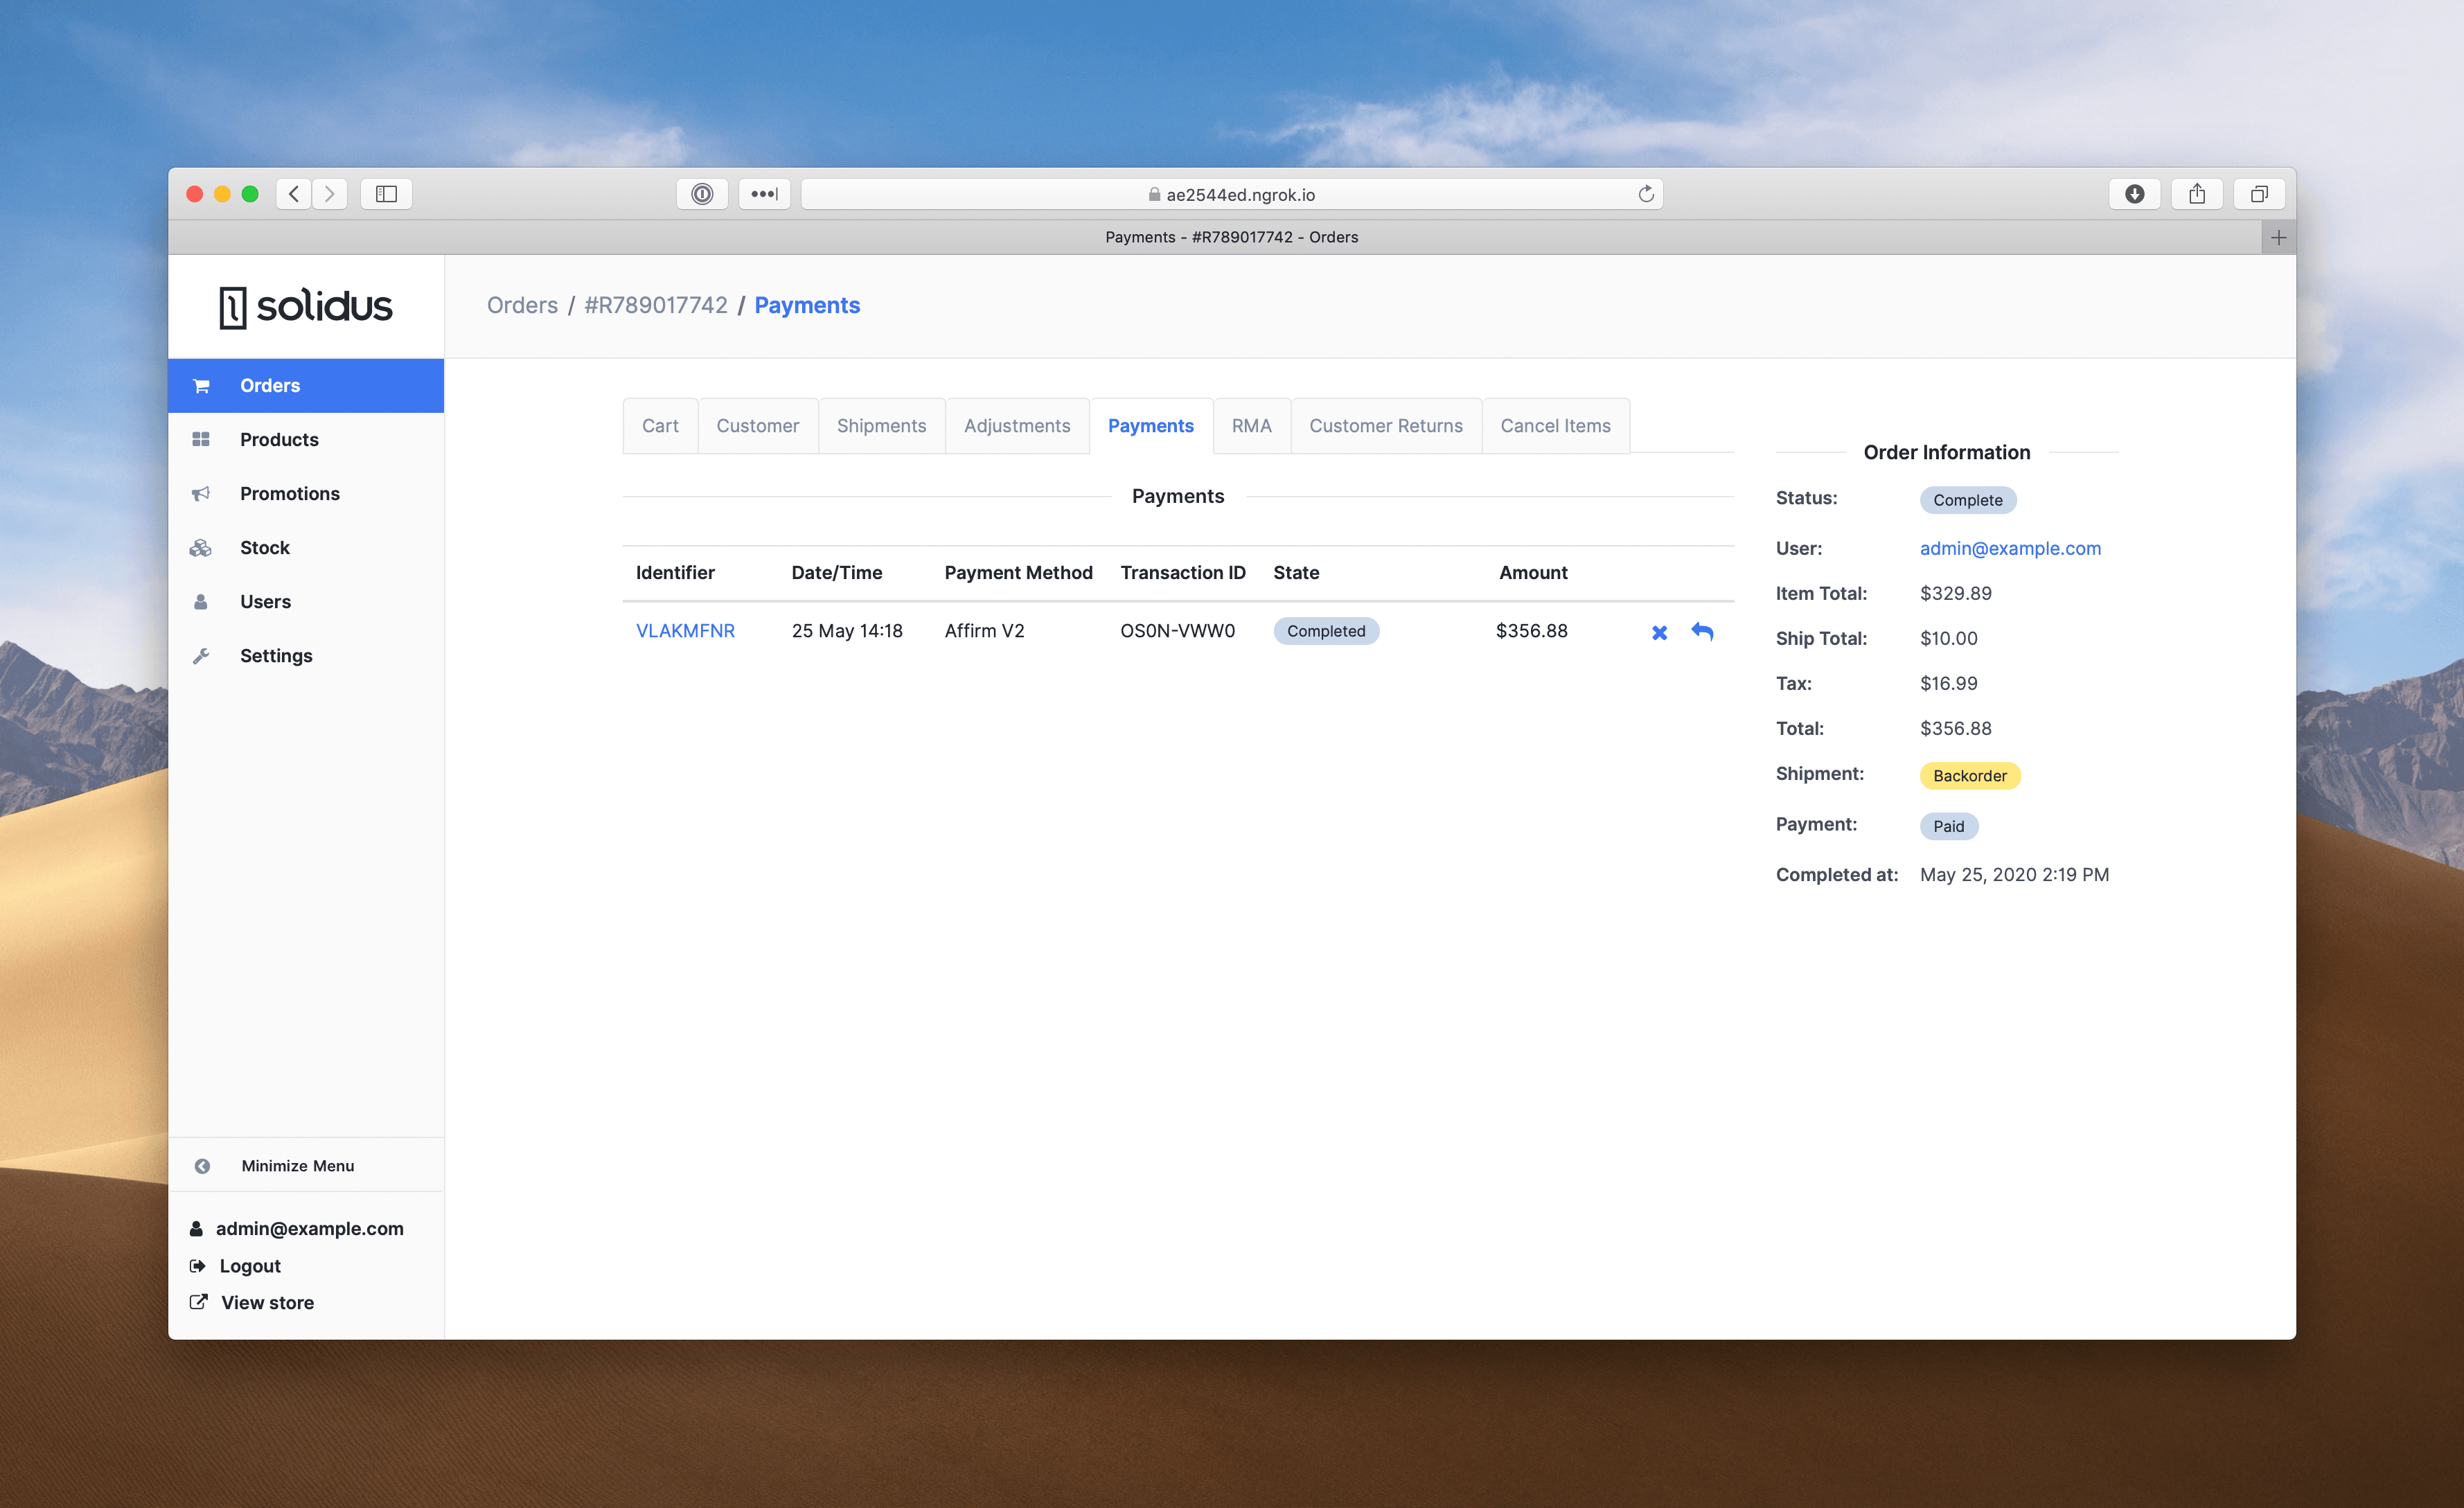 ae2544ed.ngrok.io
Payments - #R789017742 - Orders
solidus
Orders / #R789017742 / Payments
Orders
Products
Promotions
Stock
Users
Settings
Minimize Menu
admin@example.com
Logout
View store
Cart Customer Shipments Adjustments Payments RMA Customer Returns Cancel Items
Payments
Identifier Date/Time Payment Method Transaction ID State Amount
VLAKMFNR 25 May 14:18 Affirm V2 OS0N-VWW0 Completed $356.88
Order Information
Status: Complete
User: admin@example.com
Item Total: $329.89
Ship Total: $10.00
Tax: $16.99
Total: $356.88
Shipment: Backorder
Payment: Paid
Completed at: May 25, 2020 2:19 PM